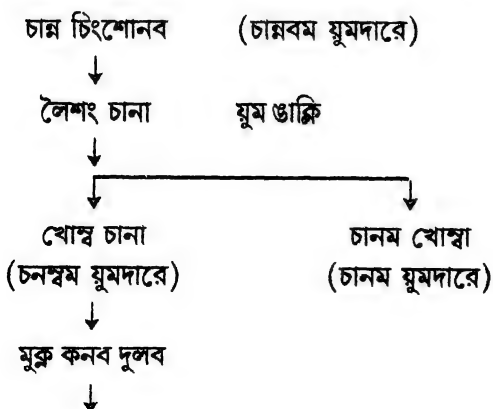 চান্ন চিংশোনব (চান্নবম য়ুমদারে)
লৈশং চানা য়ুম ঙাক্লি
খোম্ব চানা চানম খোম্বা
(চনম্বম য়ুমদারে) (চানম য়ুমদারে)
মুক্ল কনব দুলব